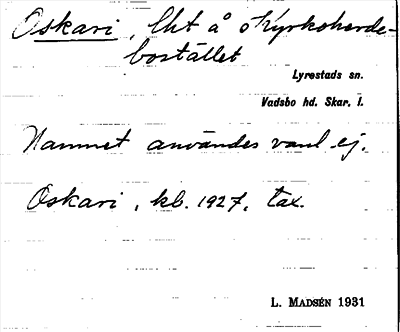 Oskari, lht å Kyrkoherde-
bostället
Lyrestads sn.
Vadsbo hd. Skar. l.
Namnet användes vanl. ej.
Oskari, kb. 1927, tax.
L. MADSÉN 1931